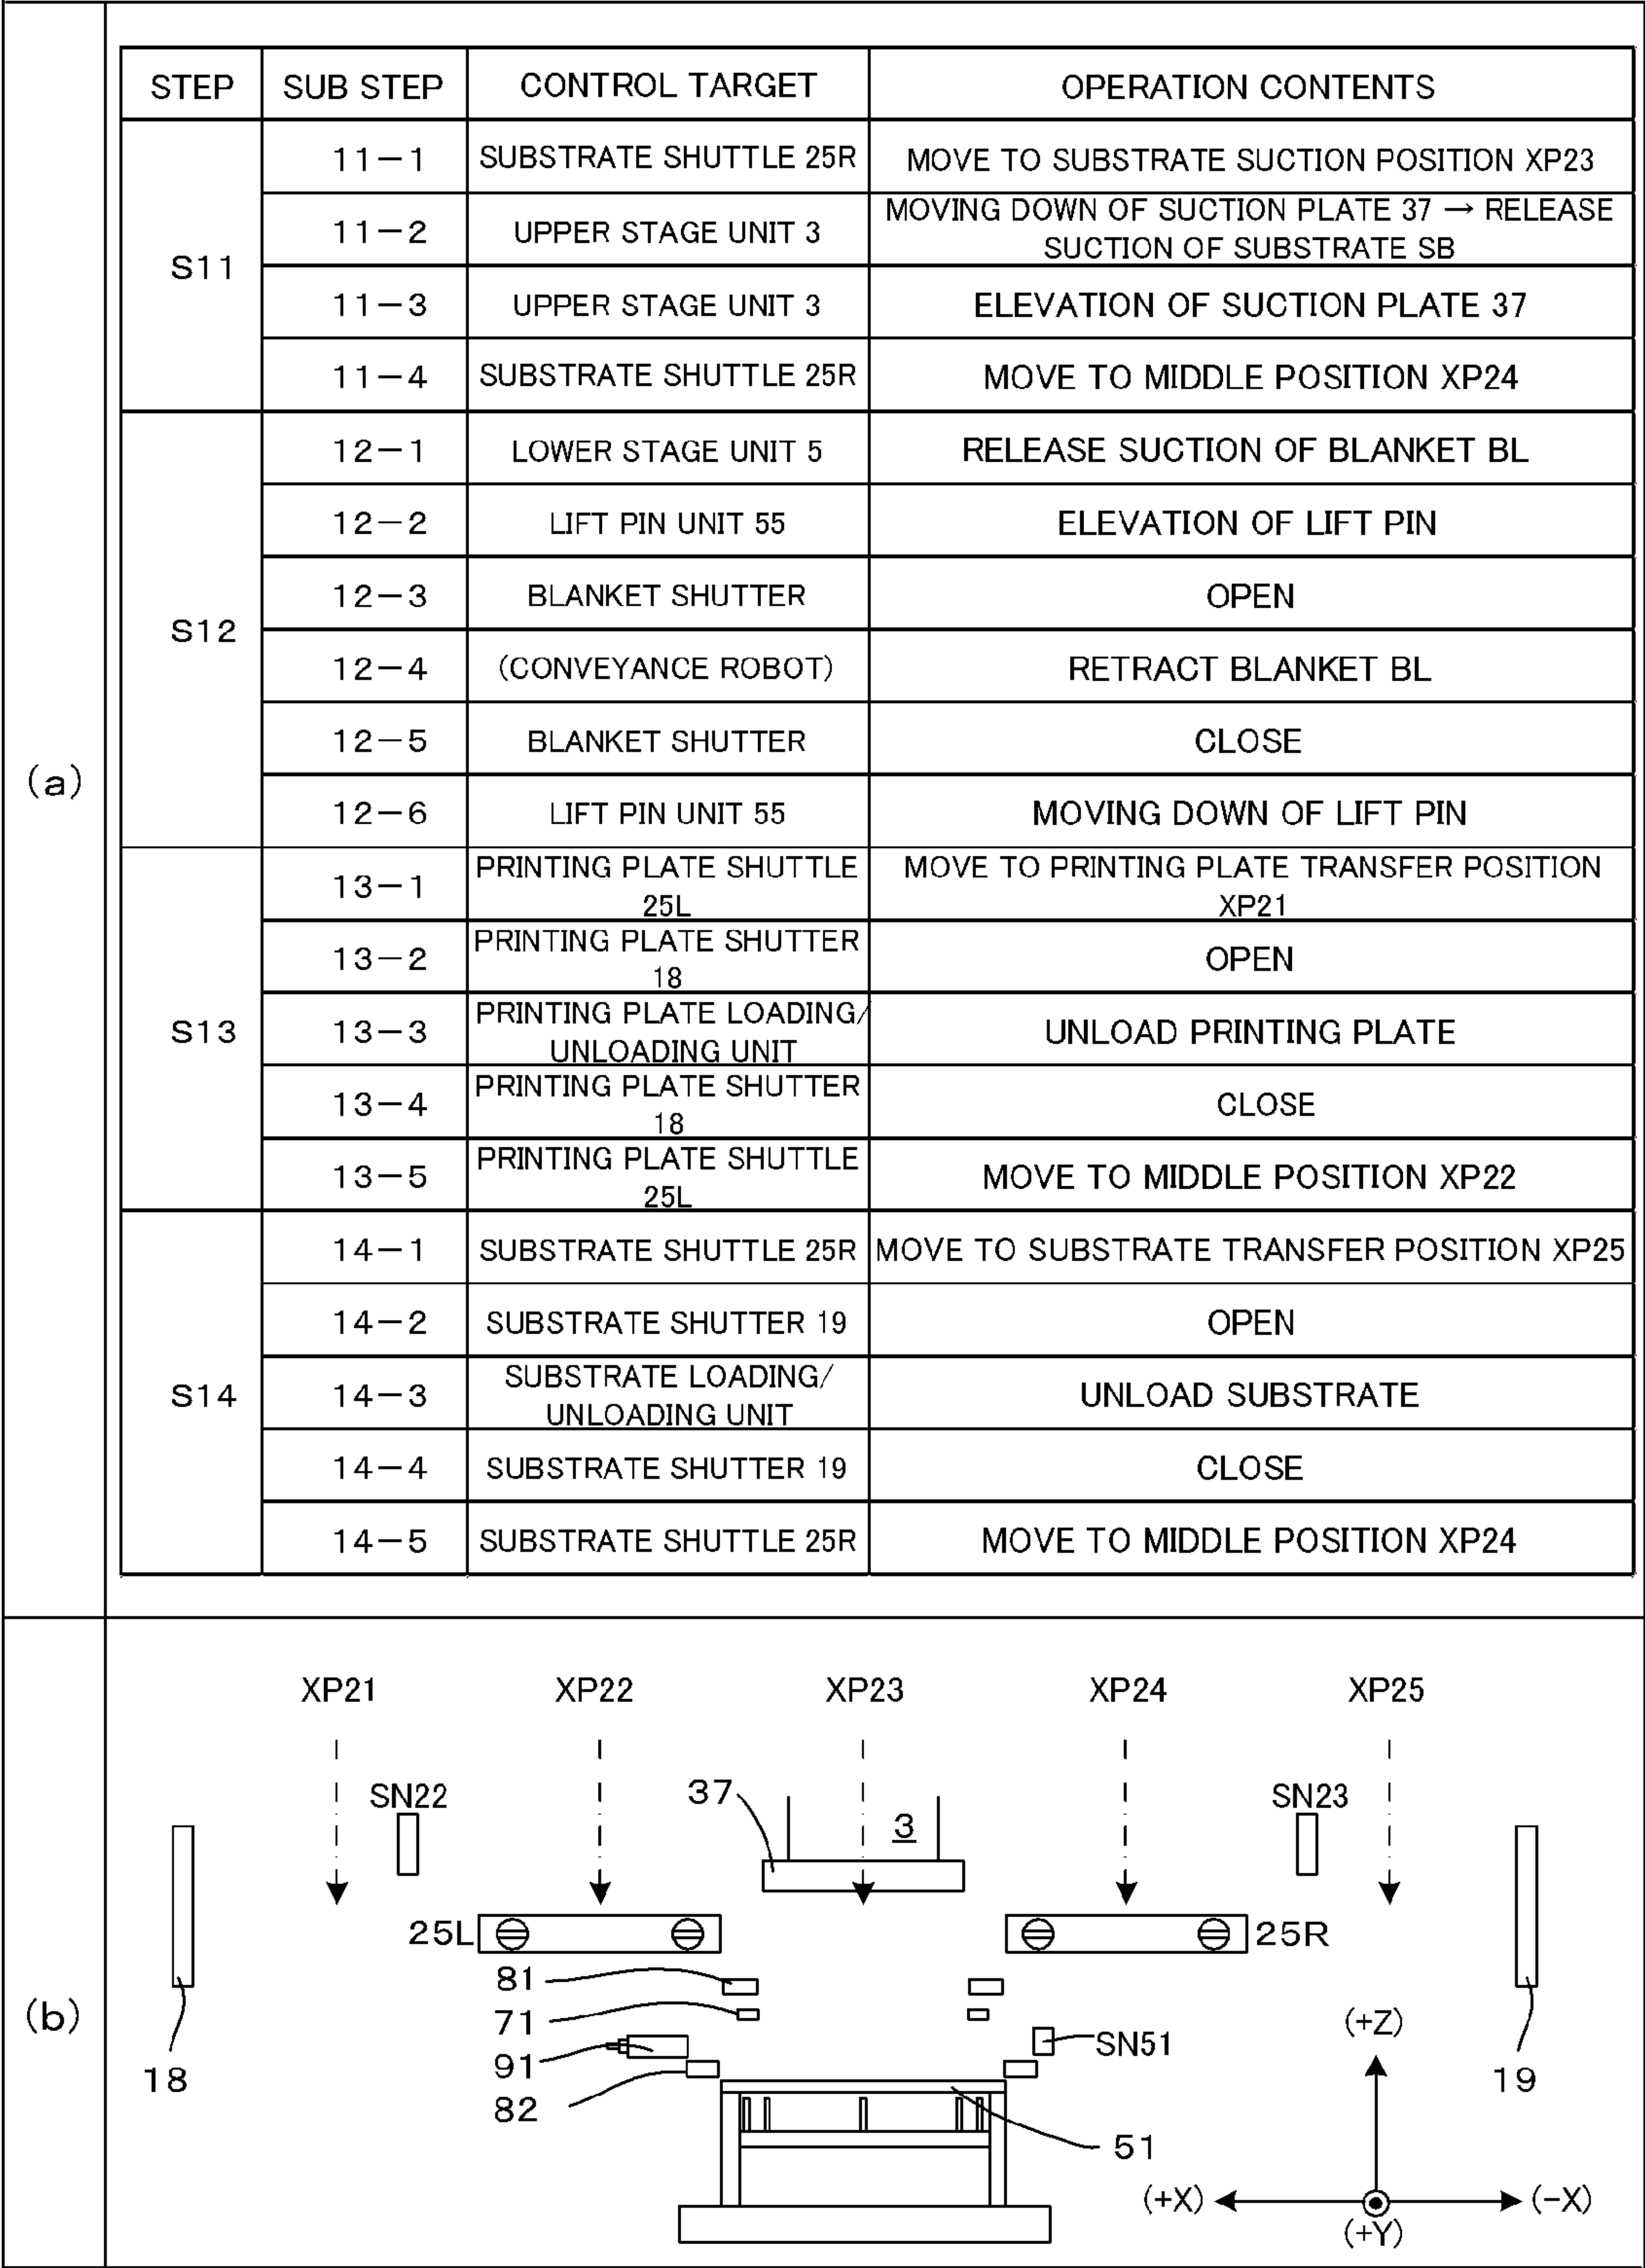 (a)
STEP SUB STEP CONTROL TARGET OPERATION CONTENTS
S11
11-1 SUBSTRATE SHUTTLE 25R MOVE TO SUBSTRATE SUCTION POSITION XP23
11-2 UPPER STAGE UNIT 3 MOVING DOWN OF SUCTION PLATE 37 → RELEASE
SUCTION OF SUBSTRATE SB
11-3 UPPER STAGE UNIT 3 ELEVATION OF SUCTION PLATE 37
11-4 SUBSTRATE SHUTTLE 25R MOVE TO MIDDLE POSITION XP24
S12
12-1 LOWER STAGE UNIT 5 RELEASE SUCTION OF BLANKET BL
12-2 LIFT PIN UNIT 55 ELEVATION OF LIFT PIN
12-3 BLANKET SHUTTER OPEN
12-4 (CONVEYANCE ROBOT) RETRACT BLANKET BL
12-5 BLANKET SHUTTER CLOSE
12-6 LIFT PIN UNIT 55 MOVING DOWN OF LIFT PIN
S13
13-1 PRINTING PLATE SHUTTLE
25L
MOVE TO PRINTING PLATE TRANSFER POSITION
XP21
13-2 PRINTING PLATE SHUTTER
18
OPEN
13-3 PRINTING PLATE LOADING/
UNLOADING UNIT
UNLOAD PRINTING PLATE
13-4 PRINTING PLATE SHUTTER
18
CLOSE
13-5 PRINTING PLATE SHUTTLE
25L
MOVE TO MIDDLE POSITION XP22
S14
14-1 SUBSTRATE SHUTTLE 25R MOVE TO SUBSTRATE TRANSFER POSITION XP25
14-2 SUBSTRATE SHUTTER 19 OPEN
14-3 SUBSTRATE LOADING/
UNLOADING UNIT
UNLOAD SUBSTRATE
14-4 SUBSTRATE SHUTTER 19 CLOSE
14-5 SUBSTRATE SHUTTLE 25R MOVE TO MIDDLE POSITION XP24
(b)
XP21 XP22 XP23 XP24 XP25
SN22 37 3 SN23
25L 25R
81
71
91 SN51
82
18 19
51
(+Z)
(+X) (-X)
(+Y)